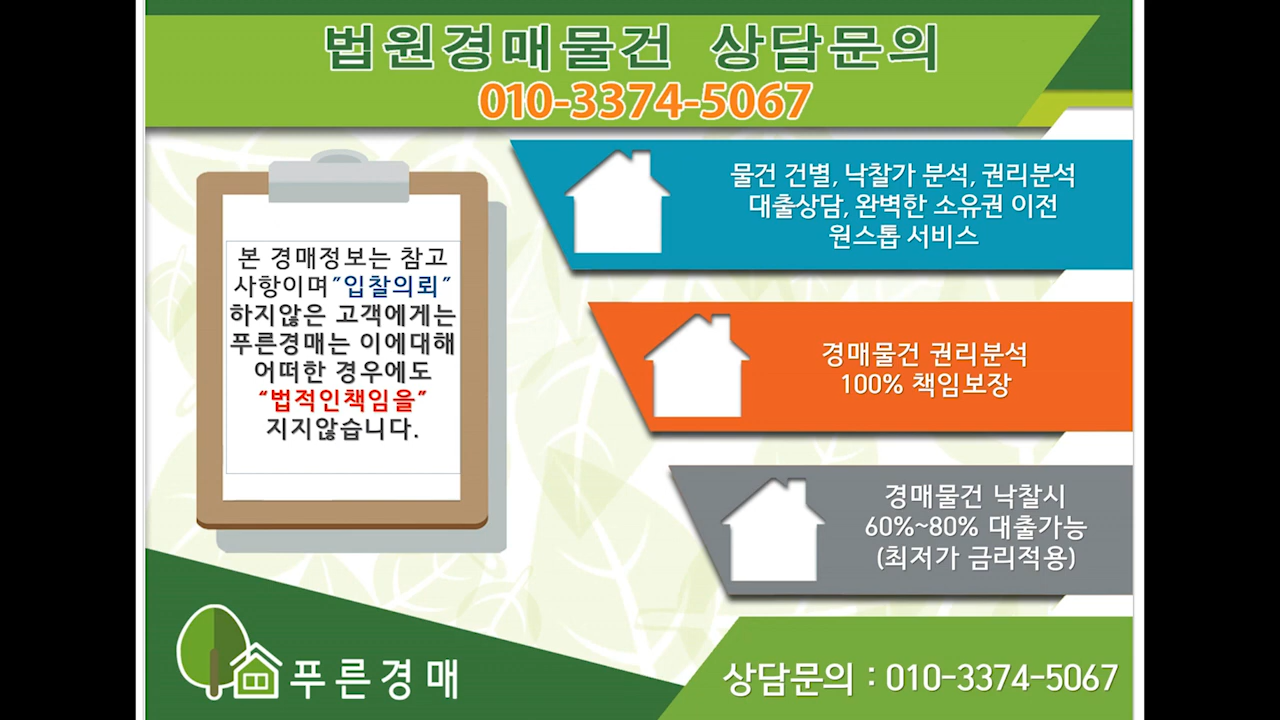 법원경매물건 상담문의
010-3374-5067
본 경매정보는 참고
사항이며"입찰의뢰"
하지않은 고객에게는
푸른경매는 이에대해
어떠한 경우에도
"법적인책임을"
지지않습니다.
물건 건별, 낙찰가 분석, 권리분석
대출상담, 완벽한 소유권 이전
원스톱 서비스
경매물건 권리분석
100% 책임보장
경매물건 낙찰시
60%~80% 대출가능
(최저가 금리적용)
푸른경매
상담문의 : 010-3374-5067